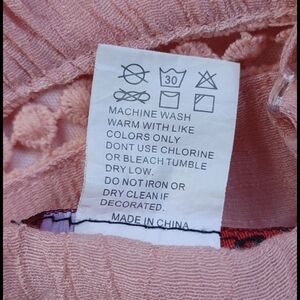 30
MACHINE WASH
WARM WITH LIKE
COLORS ONLY
DONT USE CHLORINE
OR BLEACH TUMBLE
DRY LOW.
DO NOT IRON OR
DRY CLEAN IF
DECORATED.
MADE IN CHINA